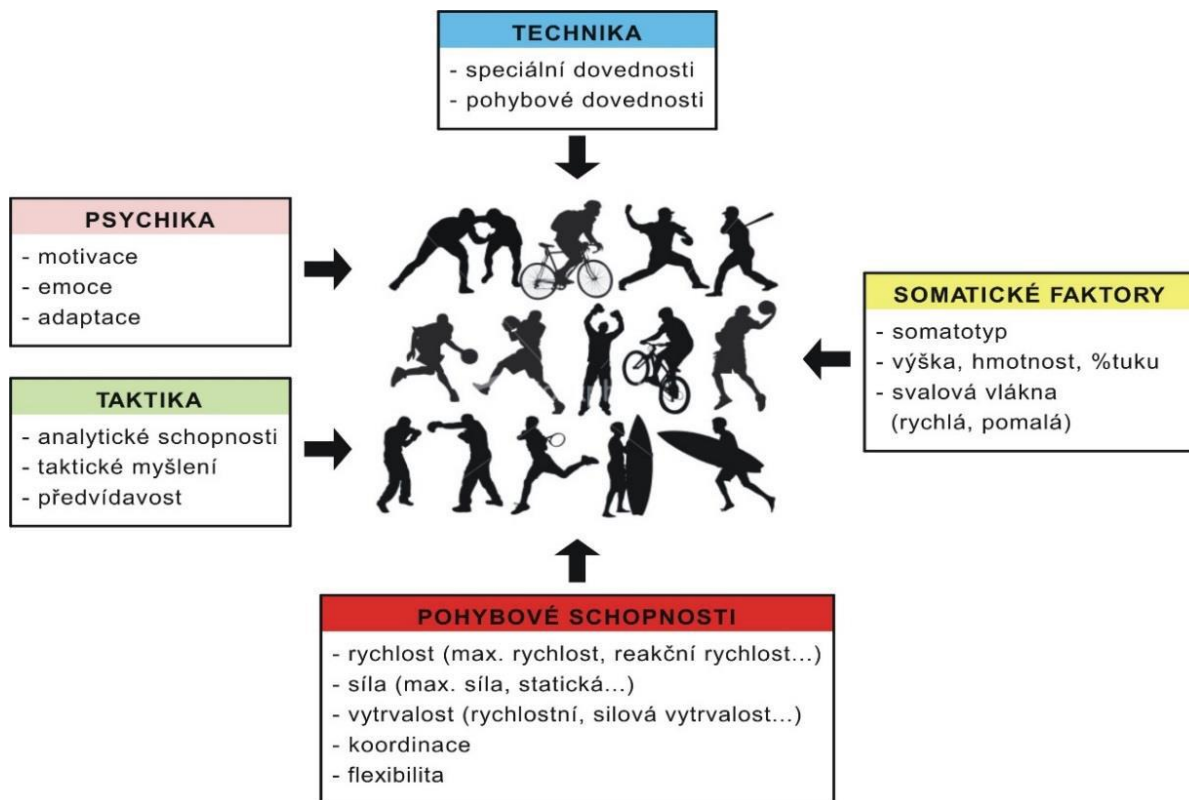 TECHNIKA
- speciální dovednosti
- pohybové dovednosti
PSYCHIKA
- motivace
- emoce
- adaptace
TAKTIKA
- analytické schopnosti
- taktické myšlení
- předvídavost
SOMATICKÉ FAKTORY
- somatotyp
- výška, hmotnost, %tuku
- svalová vlákna
(rychlá, pomalá)
POHYBOVÉ SCHOPNOSTI
- rychlost (max. rychlost, reakční rychlost...)
- síla (max. síla, statická...)
- vytrvalost (rychlostní, silová vytrvalost...)
- koordinace
- flexibilita